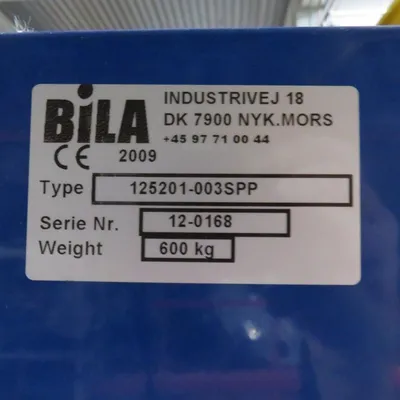 BiLA
INDUSTRIVEJ 18
DK 7900 NYK.MORS
+45 97 71 00 44
CE 2009
Type 125201-003SPP
Serie Nr. 12-0168
Weight 600 kg